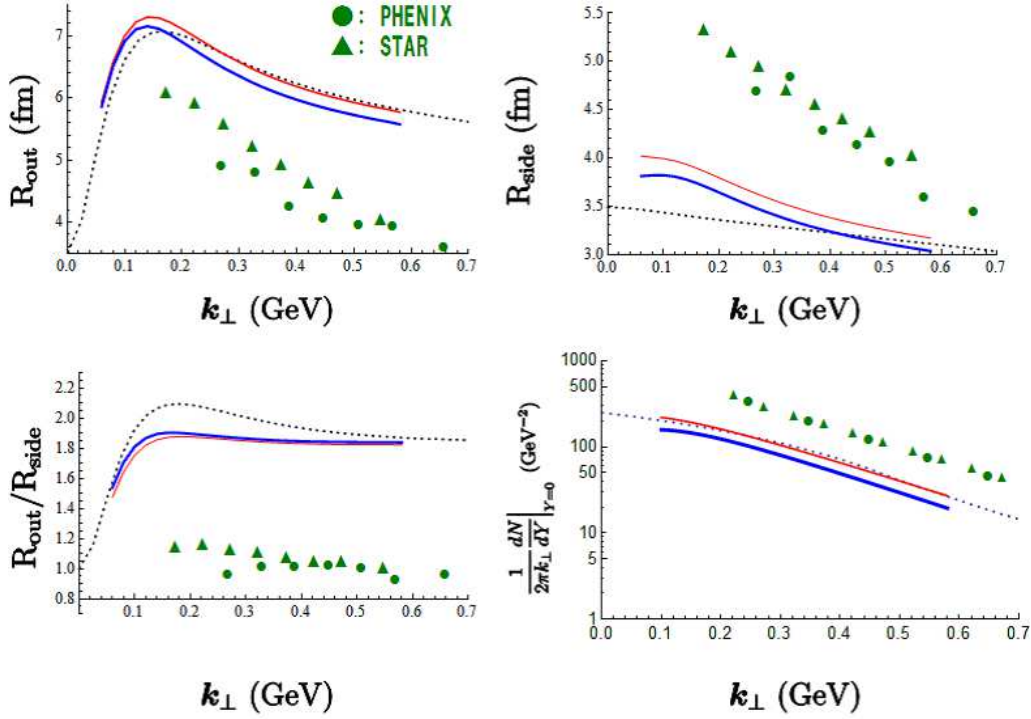 ●: PHENIX
▲: STAR
R_out (fm)
7
6
5
4
0.0 0.1 0.2 0.3 0.4 0.5 0.6 0.7
k_⊥ (GeV)
R_side (fm)
5.5
5.0
4.5
4.0
3.5
3.0
0.1 0.2 0.3 0.4 0.5 0.6 0.7
k_⊥ (GeV)
R_out/R_side
2.2
2.0
1.8
1.6
1.4
1.2
1.0
0.8
0.1 0.2 0.3 0.4 0.5 0.6 0.7
k_⊥ (GeV)
1/(2πk_⊥) dN/dY|_{Y=0} (GeV⁻²)
1000
500
100
50
10
5
1
0.0 0.1 0.2 0.3 0.4 0.5 0.6 0.7
k_⊥ (GeV)